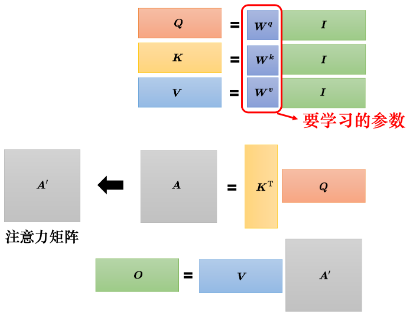 Q = W^q I
K = W^k I
V = W^v I
要学习的参数
A′ A = K^T Q
注意力矩阵
O = V A′